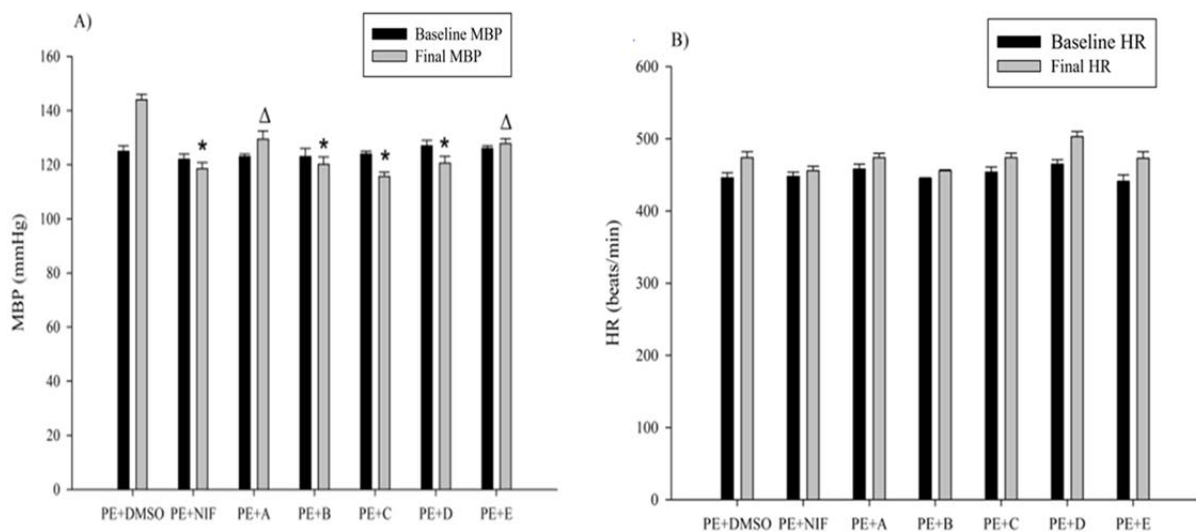 A)
Baseline MBP
Final MBP
MBP (mmHg)
160
140
120
100
80
60
40
20
0
* Δ * * * Δ
PE+DMSO PE+NIF PE+A PE+B PE+C PE+D PE+E
B)
Baseline HR
Final HR
HR (beats/min)
600
500
400
300
200
100
0
PE+DMSO PE+NIF PE+A PE+B PE+C PE+D PE+E